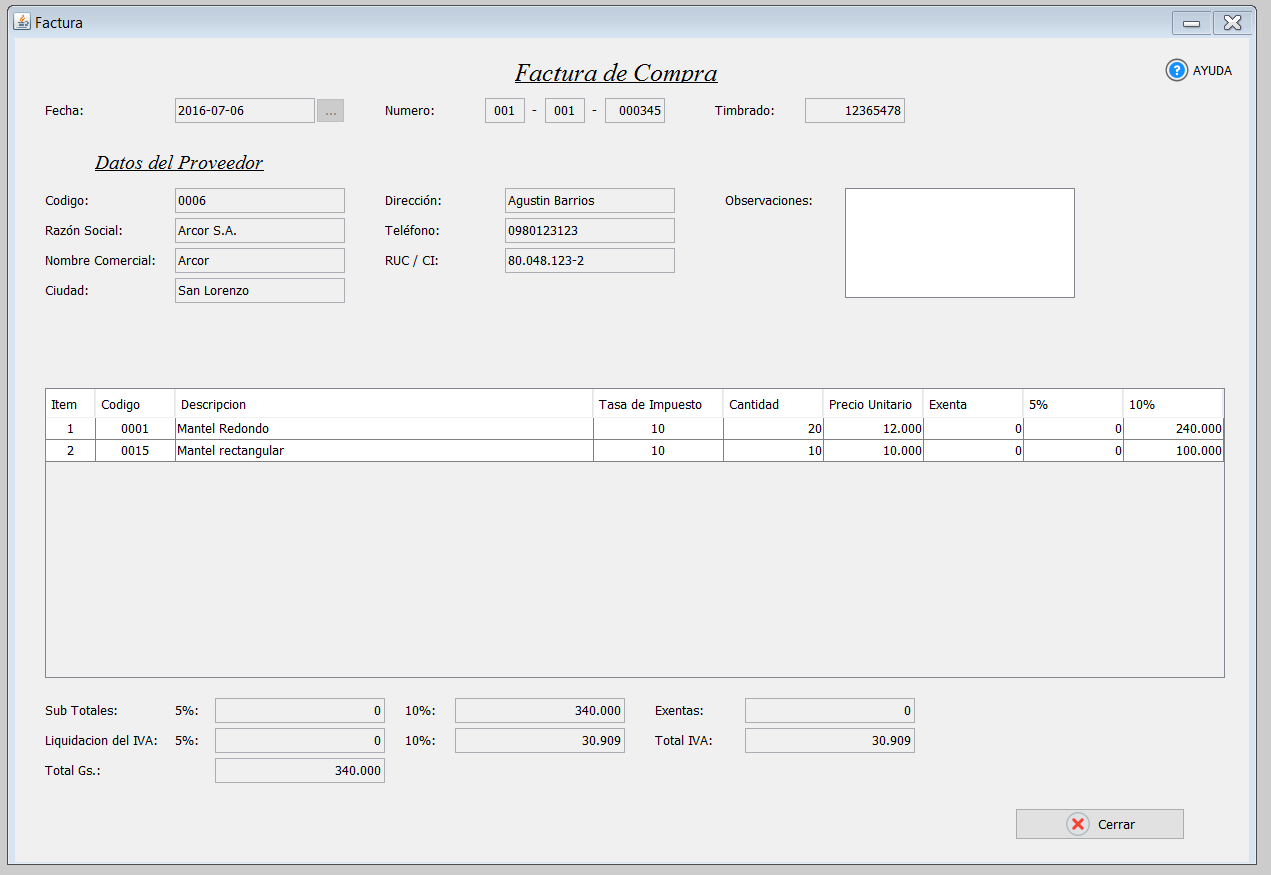 Factura
Factura de Compra
AYUDA
Fecha: 2016-07-06 ... Numero: 001 - 001 - 000345 Timbrado: 12365478
Datos del Proveedor
Codigo: 0006 Dirección: Agustin Barrios Observaciones:
Razón Social: Arcor S.A. Teléfono: 0980123123
Nombre Comercial: Arcor RUC / CI: 80.048.123-2
Ciudad: San Lorenzo
Item Codigo Descripcion Tasa de Impuesto Cantidad Precio Unitario Exenta 5% 10%
1 0001 Mantel Redondo 10 20 12.000 0 0 240.000
2 0015 Mantel rectangular 10 10 10.000 0 0 100.000
Sub Totales: 5%: 0 10%: 340.000 Exentas: 0
Liquidacion del IVA: 5%: 0 10%: 30.909 Total IVA: 30.909
Total Gs.: 340.000
Cerrar